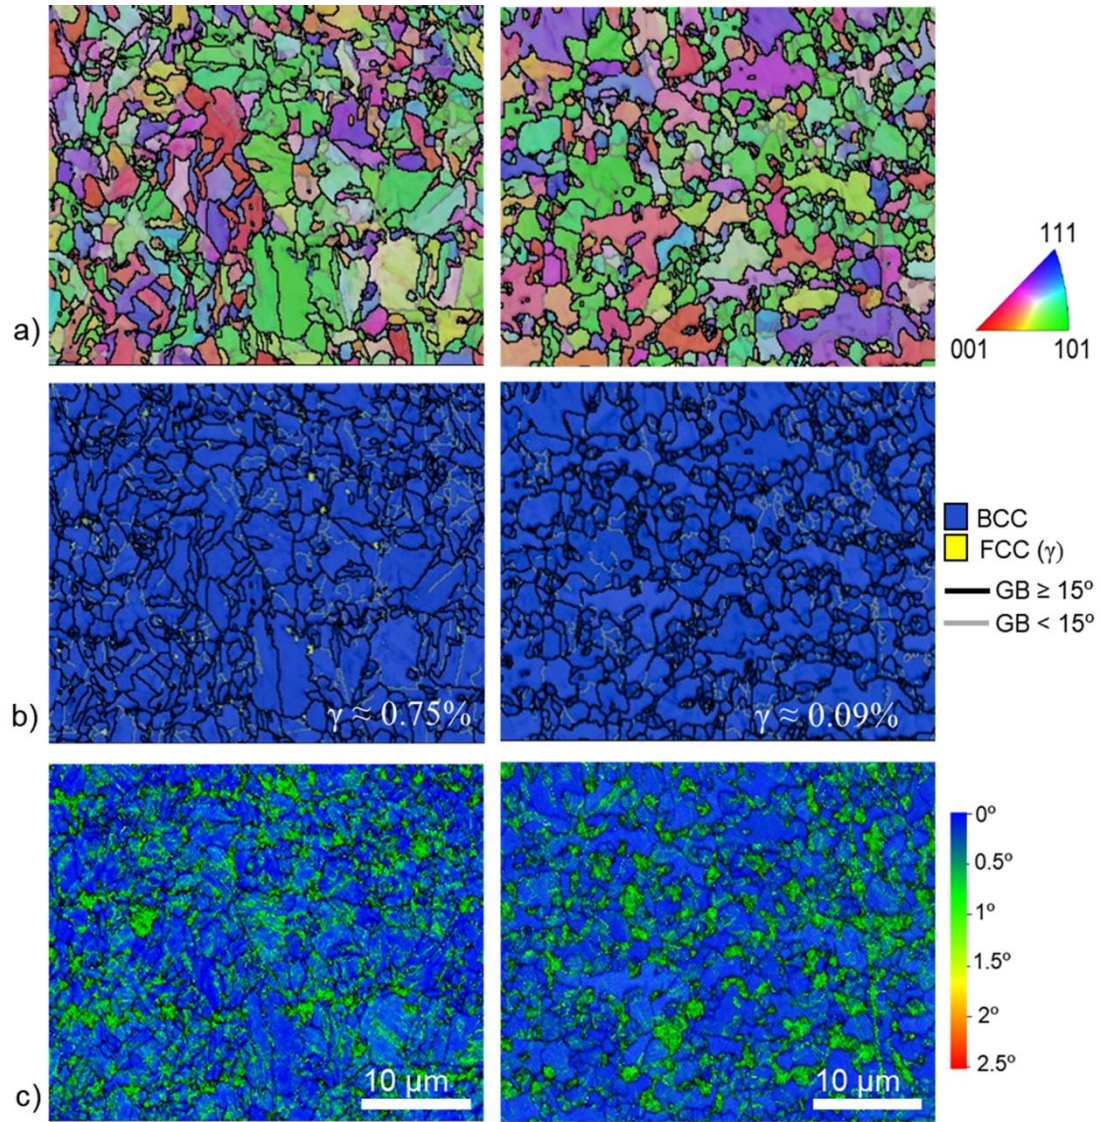 111
a)
001 101
BCC
FCC (γ)
GB ≥ 15º
GB < 15º
b)
γ ≈ 0.75%
γ ≈ 0.09%
0º
0.5º
1º
1.5º
2º
2.5º
c)
10 µm
10 µm